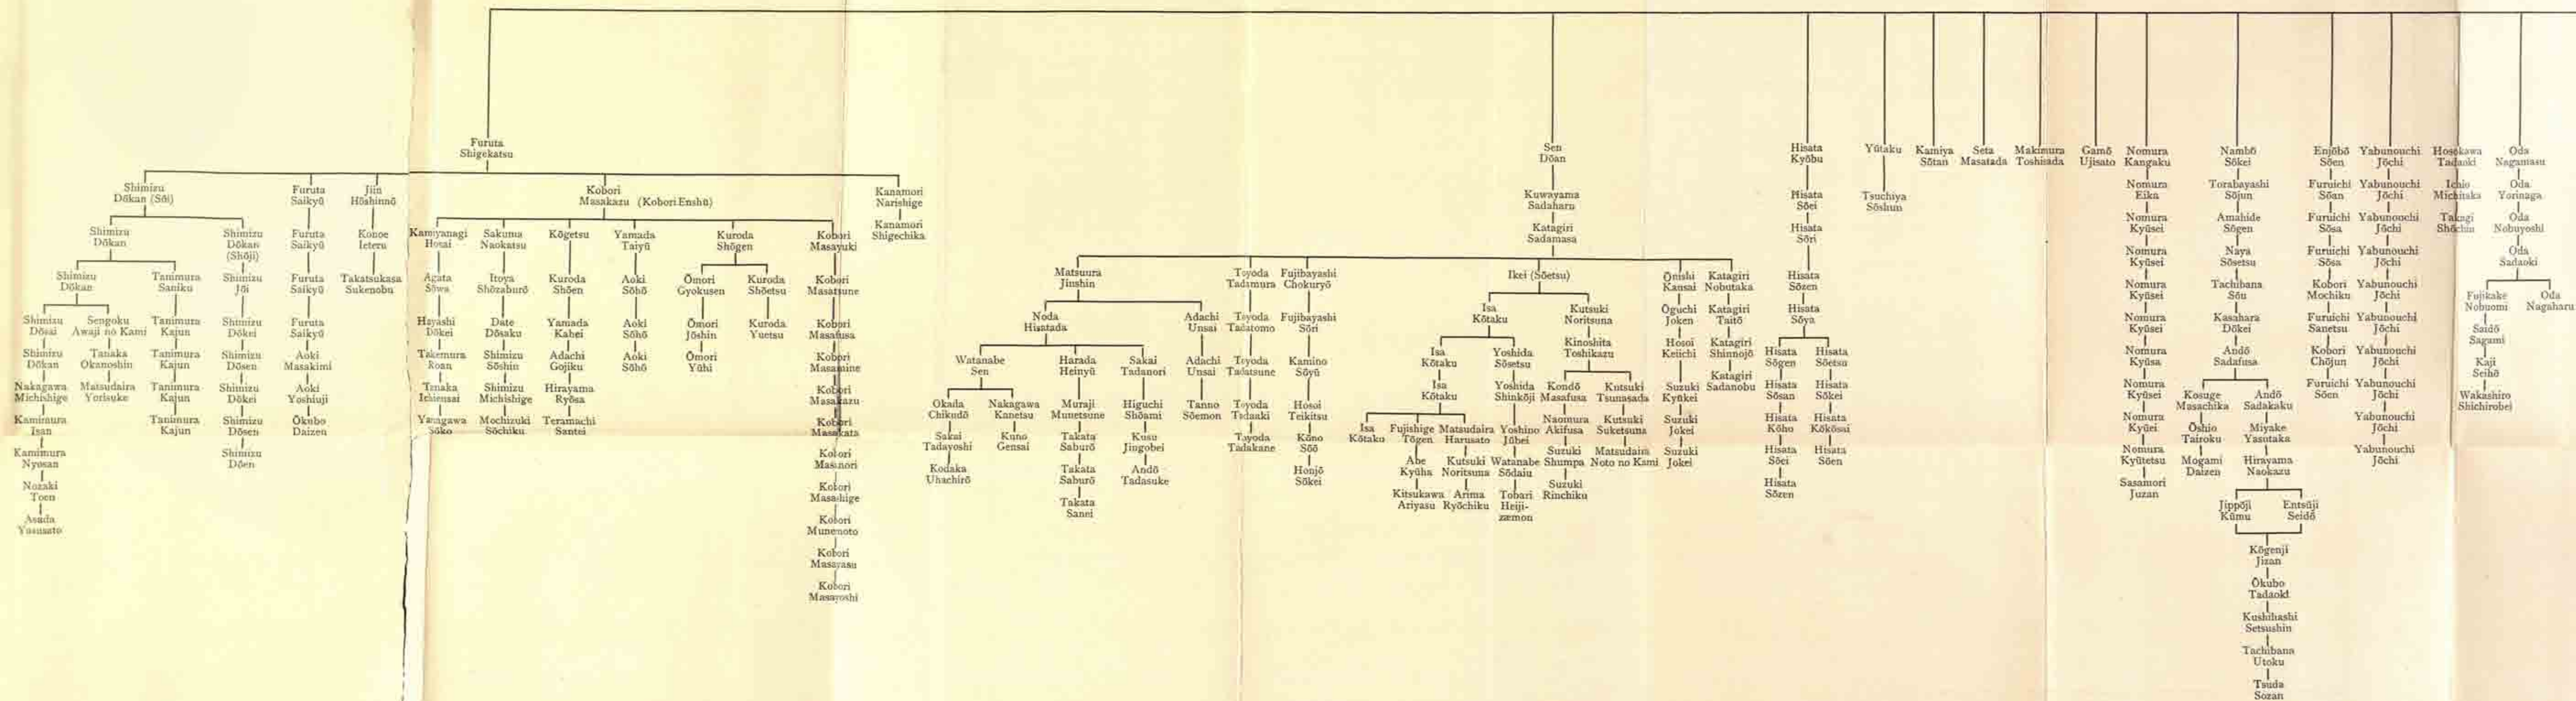 Furuta
Shigekatsu
Shimizu
Dōkan (Sōi)
Shimizu
Dōkan
Shimizu
Dōkan
Shimizu
Dōsai
Shimizu
Dōkan
Nakagawa
Michishige
Kamimura
Isan
Kamimura
Nyosan
Nozaki
Toen
Asada
Yasusato
Sengoku
Awaji no Kami
Tanaka
Okanoshin
Matsudaira
Yorisuke
Tanimura
Saniku
Tanimura
Kajun
Tanimura
Kajun
Tanimura
Kajun
Tanimura
Kajun
Shimizu
Dōkan
(Shōji)
Shimizu
Jōi
Shimizu
Dōkei
Shimizu
Dōsen
Shimizu
Dōkei
Shimizu
Dōsen
Shimizu
Dōen
Furuta
Saikyū
Furuta
Saikyū
Furuta
Saikyū
Furuta
Saikyū
Aoki
Masakimi
Aoki
Yoshiuji
Ōkubo
Daizen
Jiin
Hōshinnō
Konoe
Ieteru
Takatsukasa
Sukenobu
Kobori
Masakazu (Kobori Enshū)
Kamiyanagi
Hosai
Agata
Sōwa
Hayashi
Dōkei
Takemura
Roan
Tanaka
Ichiensai
Yanagawa
Sōko
Sakuma
Naokatsu
Itoya
Shōzaburō
Date
Dōsaku
Shimizu
Sōshin
Shimizu
Michishige
Mochizuki
Sōchiku
Kōgetsu
Kuroda
Shōen
Yamada
Kahei
Adachi
Gojiku
Hirayama
Ryōsa
Teramachi
Santei
Yamada
Taiyū
Aoki
Sōhō
Aoki
Sōhō
Aoki
Sōhō
Kuroda
Shōgen
Ōmori
Gyokusen
Ōmori
Jōshin
Ōmori
Yūhi
Kuroda
Shōetsu
Kuroda
Yuetsu
Kobori
Masayuki
Kobori
Masatsune
Kobori
Masafusa
Kobori
Masamine
Kobori
Masakazu
Kobori
Masakata
Kobori
Masanori
Kobori
Masashige
Kobori
Munemoto
Kobori
Masayasu
Kobori
Masayoshi
Kanamori
Narishige
Kanamori
Shigechika
Sen
Dōan
Kuwayama
Sadaharu
Katagiri
Sadamasa
Matsuura
Jinshin
Noda
Hisatada
Watanabe
Sen
Okada
Chikudō
Sakai
Tadayoshi
Kodaka
Uhachirō
Nakagawa
Kanetsu
Kuno
Gensai
Harada
Heinyū
Muraji
Munetsune
Takata
Saburō
Takata
Saburō
Takata
Sanei
Sakai
Tadanori
Higuchi
Shōami
Kusu
Jingobei
Andō
Tadasuke
Adachi
Unsai
Adachi
Unsai
Tanno
Sōemon
Toyoda
Tadamura
Toyoda
Tadatomo
Toyoda
Tadatsune
Toyoda
Tadaaki
Toyoda
Tadakane
Fujibayashi
Chokuryō
Fujibayashi
Sōri
Kamino
Sōyū
Hosoi
Teikitsu
Kōno
Sōō
Honjō
Sōkei
Ikei (Sōetsu)
Isa
Kōtaku
Isa
Kōtaku
Isa
Kōtaku
Isa
Kōtaku
Fujishige
Tōgen
Abe
Kyūha
Kitsukawa
Ariyasu
Matsudaira
Harusato
Kutsuki
Noritsuna
Arima
Ryōchiku
Yoshida
Sōsetsu
Yoshida
Shinkōji
Yoshino
Jūbei
Watanabe
Sōdaiu
Tobari
Heiji-
zæmon
Kutsuki
Noritsuna
Kinoshita
Toshikazu
Kondō
Masafusa
Naomura
Akifusa
Suzuki
Shumpa
Suzuki
Rinchiku
Kutsuki
Tsunasada
Kutsuki
Suketsuna
Matsudaira
Noto no Kami
Ōnishi
Kansai
Ōguchi
Joken
Hosoi
Keiichi
Suzuki
Kyūkei
Suzuki
Jokei
Suzuki
Jokei
Katagiri
Nobutaka
Katagiri
Taitō
Katagiri
Shinnojō
Katagiri
Sadanobu
Hisata
Kyōbu
Hisata
Sōei
Hisata
Sōri
Hisata
Sōzen
Hisata
Sōya
Hisata
Sōgen
Hisata
Sōsan
Hisata
Kōho
Hisata
Sōei
Hisata
Sōzen
Hisata
Sōetsu
Hisata
Sōkei
Hisata
Kōkōsai
Hisata
Sōen
Yūtaku
Tsuchiya
Sōshun
Kamiya
Sōtan
Seta
Masatada
Makimura
Toshisada
Gamō
Ujisato
Nomura
Kangaku
Nomura
Eika
Nomura
Kyūsei
Nomura
Kyūsei
Nomura
Kyūsei
Nomura
Kyūsei
Nomura
Kyūsa
Nomura
Kyūsei
Nomura
Kyūei
Nomura
Kyūtetsu
Sasamori
Juzan
Nambō
Sōkei
Torabayashi
Sōjun
Amahide
Sōgen
Naya
Sōsetsu
Tachibana
Sōu
Kasahara
Dōkei
Andō
Sadafusa
Kosuge
Masachika
Ōshio
Tairoku
Mogami
Daizen
Andō
Sadakaku
Miyake
Yasutaka
Hirayama
Naokazu
Jippōji
Kūmu
Entsūji
Seidō
Kōgenji
Jizan
Ōkubo
Tadaoki
Kushihashi
Setsushin
Tachibana
Utoku
Tsuda
Sōzan
Enjōbō
Sōen
Furuichi
Sōan
Furuichi
Sōsa
Furuichi
Sōsa
Kobori
Mochiku
Furuichi
Sanetsu
Kobori
Chōjun
Furuichi
Sōen
Yabunouchi
Jōchi
Yabunouchi
Jōchi
Yabunouchi
Jōchi
Yabunouchi
Jōchi
Yabunouchi
Jōchi
Yabunouchi
Jōchi
Yabunouchi
Jōchi
Yabunouchi
Jōchi
Yabunouchi
Jōchi
Yabunouchi
Jōchi
Hosokawa
Tadaoki
Ichio
Michitaka
Takagi
Shōchin
Oda
Nagamasu
Oda
Yorinaga
Oda
Nobuyoshi
Oda
Sadaoki
Fujikake
Nobuomi
Saidō
Sagami
Kaji
Seihō
Wakashiro
Shichirobei
Oda
Nagaharu